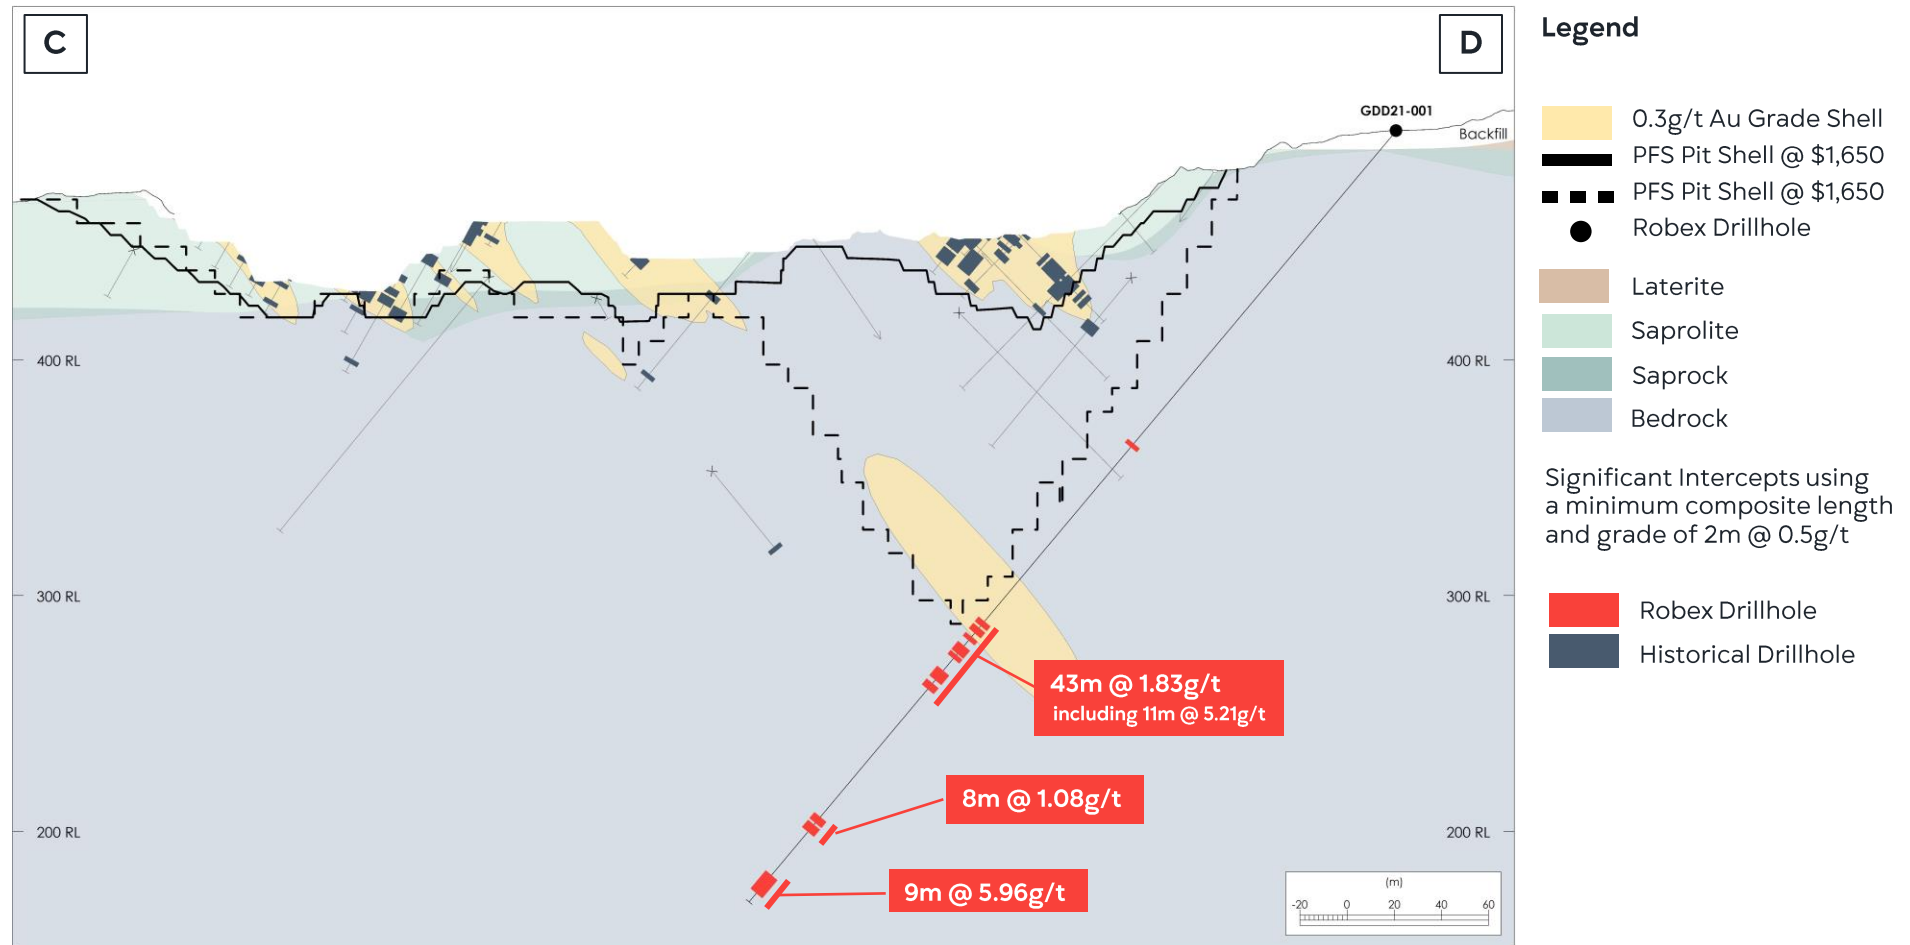 C
D
GDD21-001
Backfill
400 RL
400 RL
300 RL
300 RL
200 RL
200 RL
43m @ 1.83g/t
including 11m @ 5.21g/t
8m @ 1.08g/t
9m @ 5.96g/t
(m)
-20 0 20 40 60
Legend
0.3g/t Au Grade Shell
PFS Pit Shell @ $1,650
PFS Pit Shell @ $1,650
Robex Drillhole
Laterite
Saprolite
Saprock
Bedrock
Significant Intercepts using
a minimum composite length
and grade of 2m @ 0.5g/t
Robex Drillhole
Historical Drillhole